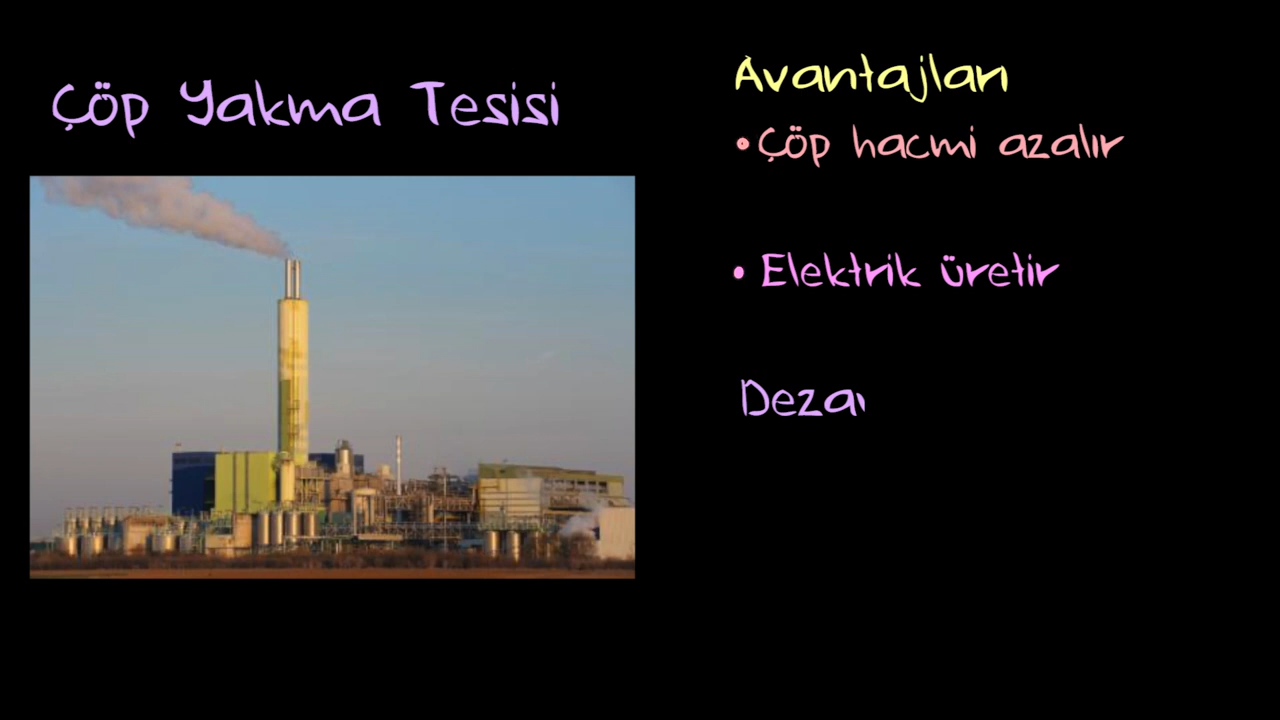 Çöp Yakma Tesisi
Avantajları
• Çöp hacmi azalır
• Elektrik üretir
Deza